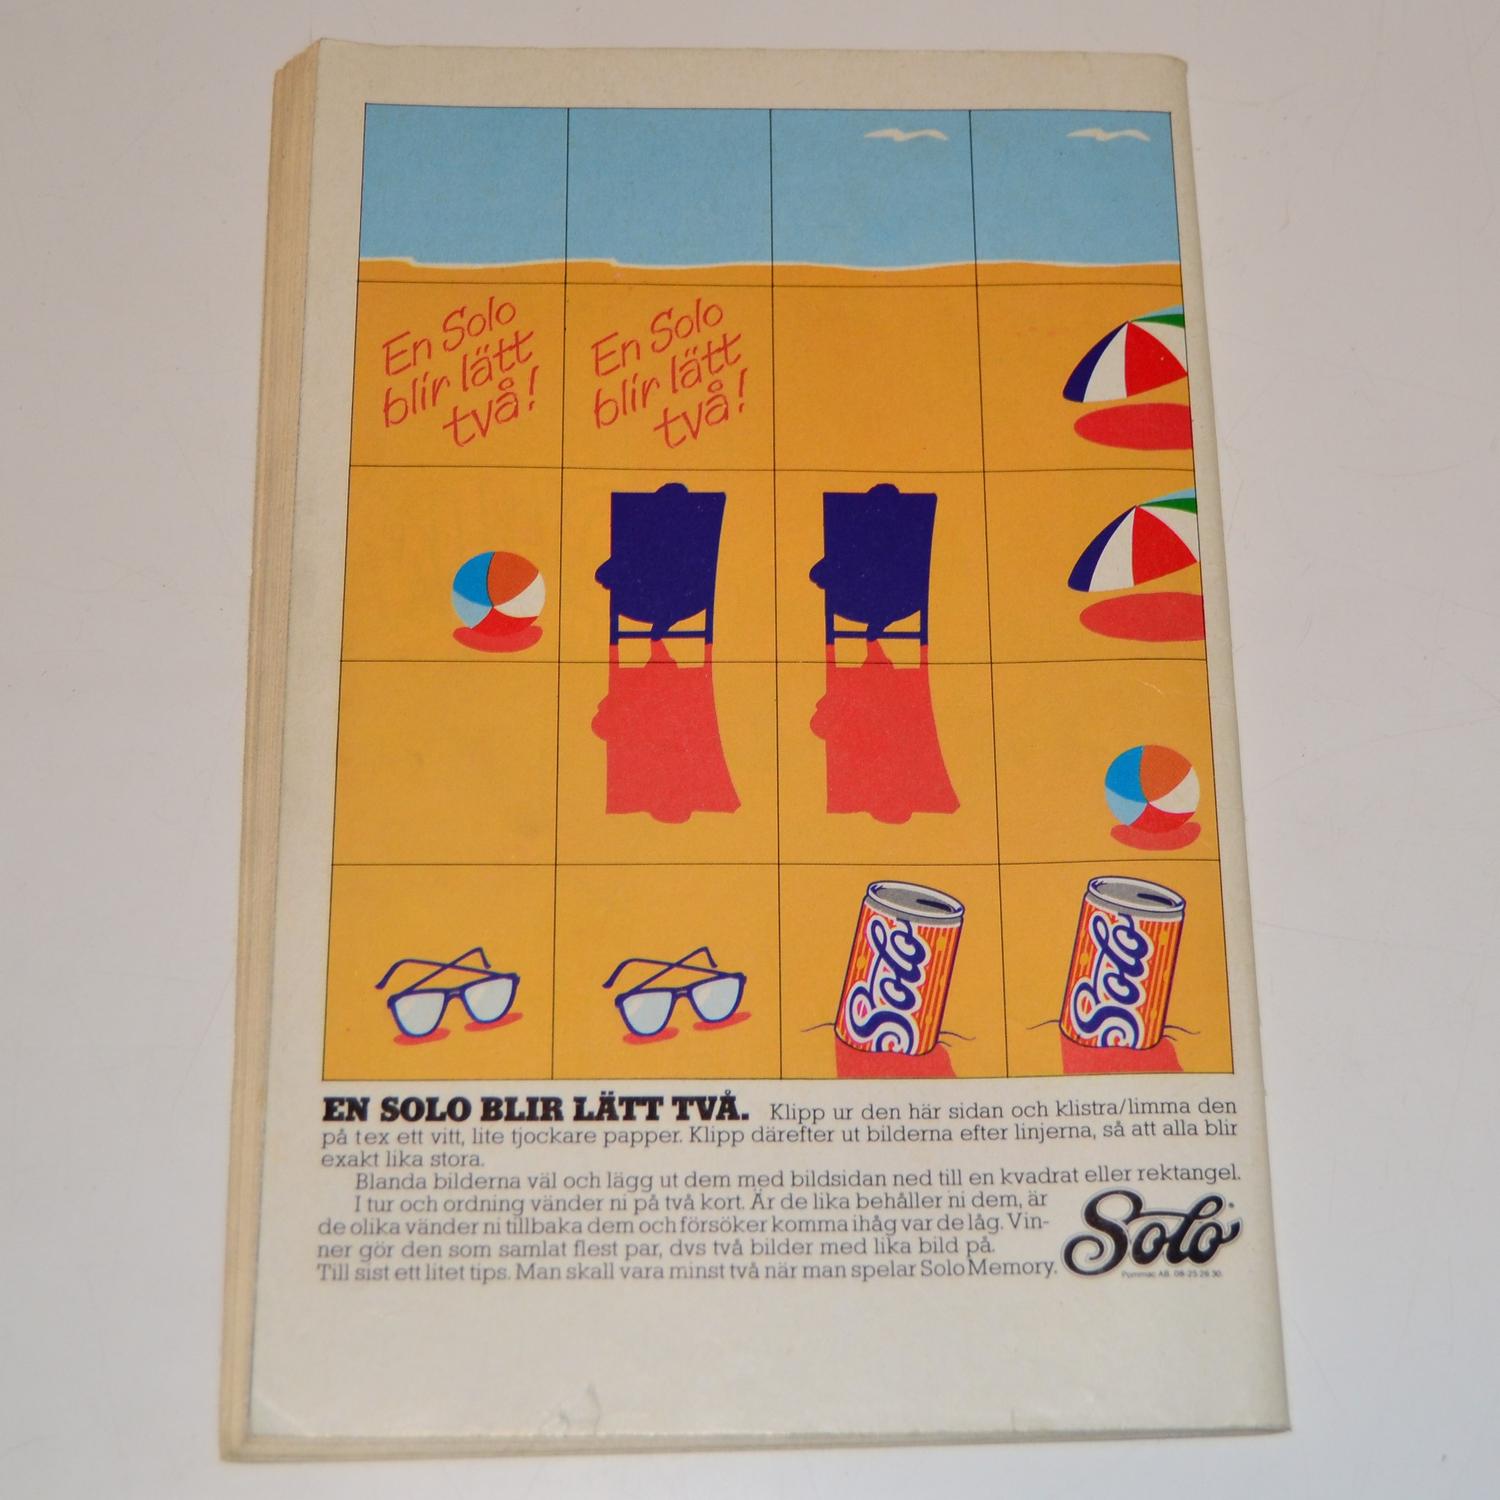 En Solo
blir lätt
två!
En Solo
blir lätt
två!
Solo
Solo
EN SOLO BLIR LÄTT TVÅ. Klipp ur den här sidan och klistra/limma den
på tex ett vitt, lite tjockare papper. Klipp därefter ut bilderna efter linjerna, så att alla blir
exakt lika stora.
Blanda bilderna väl och lägg ut dem med bildsidan ned till en kvadrat eller rektangel.
I tur och ordning vänder ni på två kort. Är de lika behåller ni dem, är
de olika vänder ni tillbaka dem och försöker komma ihåg var de låg. Vin-
ner gör den som samlat flest par, dvs två bilder med lika bild på.
Till sist ett litet tips. Man skall vara minst två när man spelar Solo Memory.
Solo
Pommac AB. 08-25 28 30.